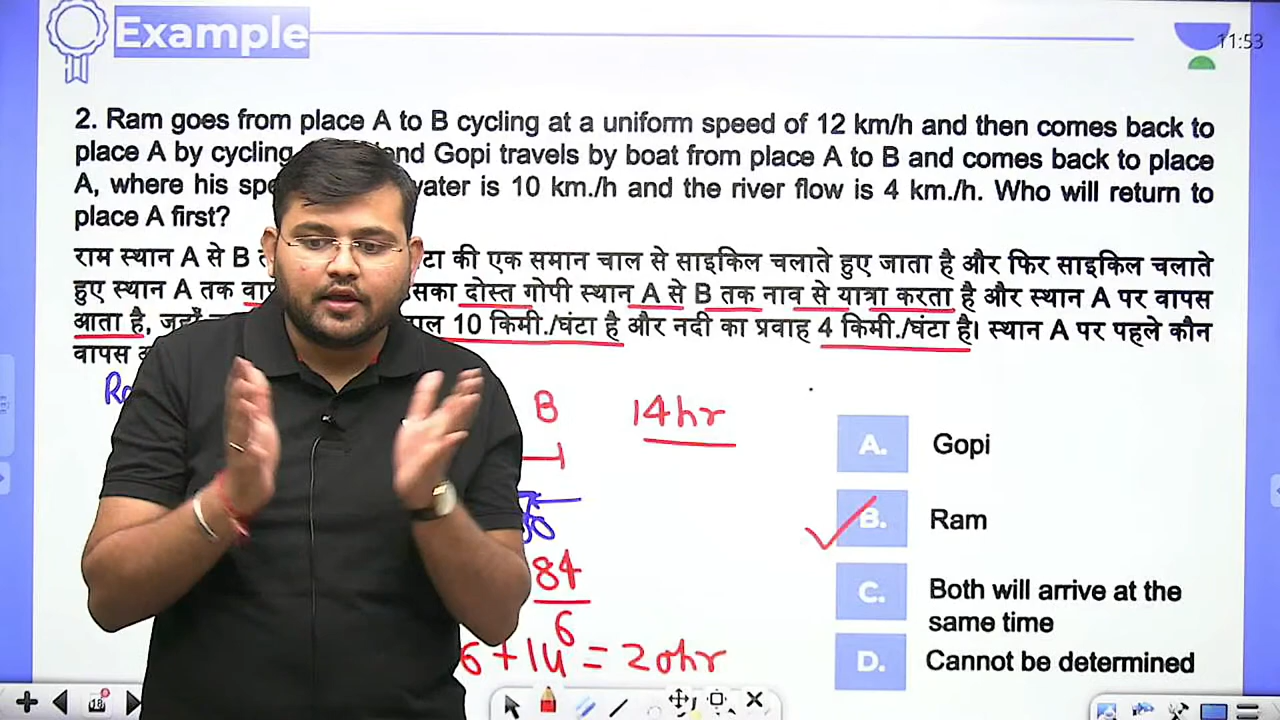 Example
11:53
2. Ram goes from place A to B cycling at a uniform speed of 12 km/h and then comes back to
place A by cycling and Gopi travels by boat from place A to B and comes back to place
A, where his water is 10 km./h and the river flow is 4 km./h. Who will return to
place A first?
राम स्थान A से B की एक समान चाल से साइकिल चलाते हुए जाता है और फिर साइकिल चलाते
हुए स्थान A तक दोस्त गोपी स्थान A से B तक नाव से यात्रा करता है और स्थान A पर वापस
आता है, 10 किमी./घंटा है और नदी का प्रवाह 4 किमी./घंटा है। स्थान A पर पहले कौन
वापस
B 14hr
84
6
6+14 = 20hr
A. Gopi
B. Ram
C. Both will arrive at the
same time
D. Cannot be determined
18